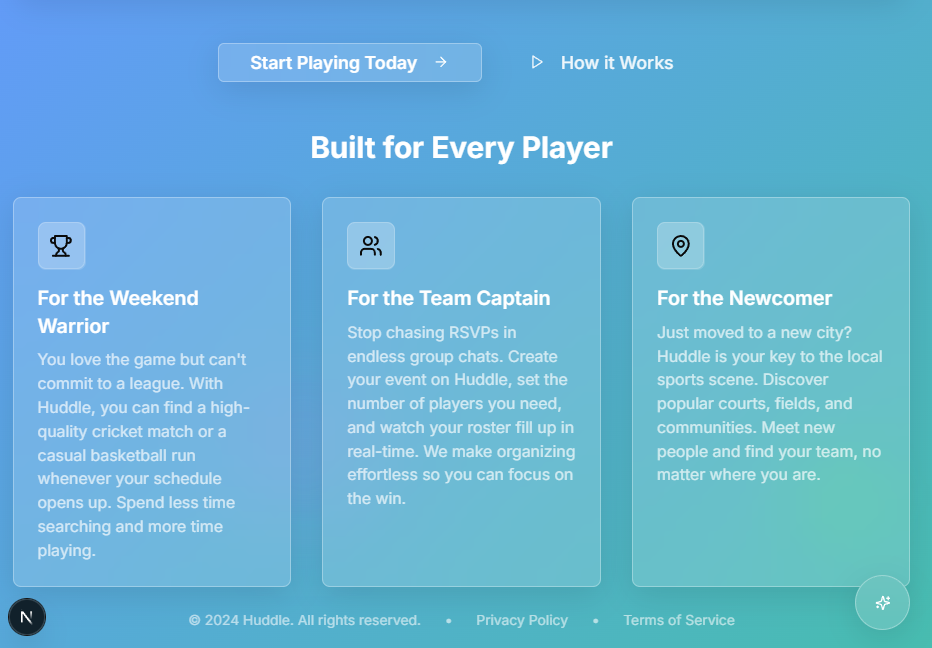 Start Playing Today
How it Works
Built for Every Player
For the Weekend
Warrior
You love the game but can't
commit to a league. With
Huddle, you can find a high-
quality cricket match or a
casual basketball run
whenever your schedule
opens up. Spend less time
searching and more time
playing.
For the Team Captain
Stop chasing RSVPs in
endless group chats. Create
your event on Huddle, set the
number of players you need,
and watch your roster fill up in
real-time. We make organizing
effortless so you can focus on
the win.
For the Newcomer
Just moved to a new city?
Huddle is your key to the local
sports scene. Discover
popular courts, fields, and
communities. Meet new
people and find your team, no
matter where you are.
N
© 2024 Huddle. All rights reserved. • Privacy Policy • Terms of Service